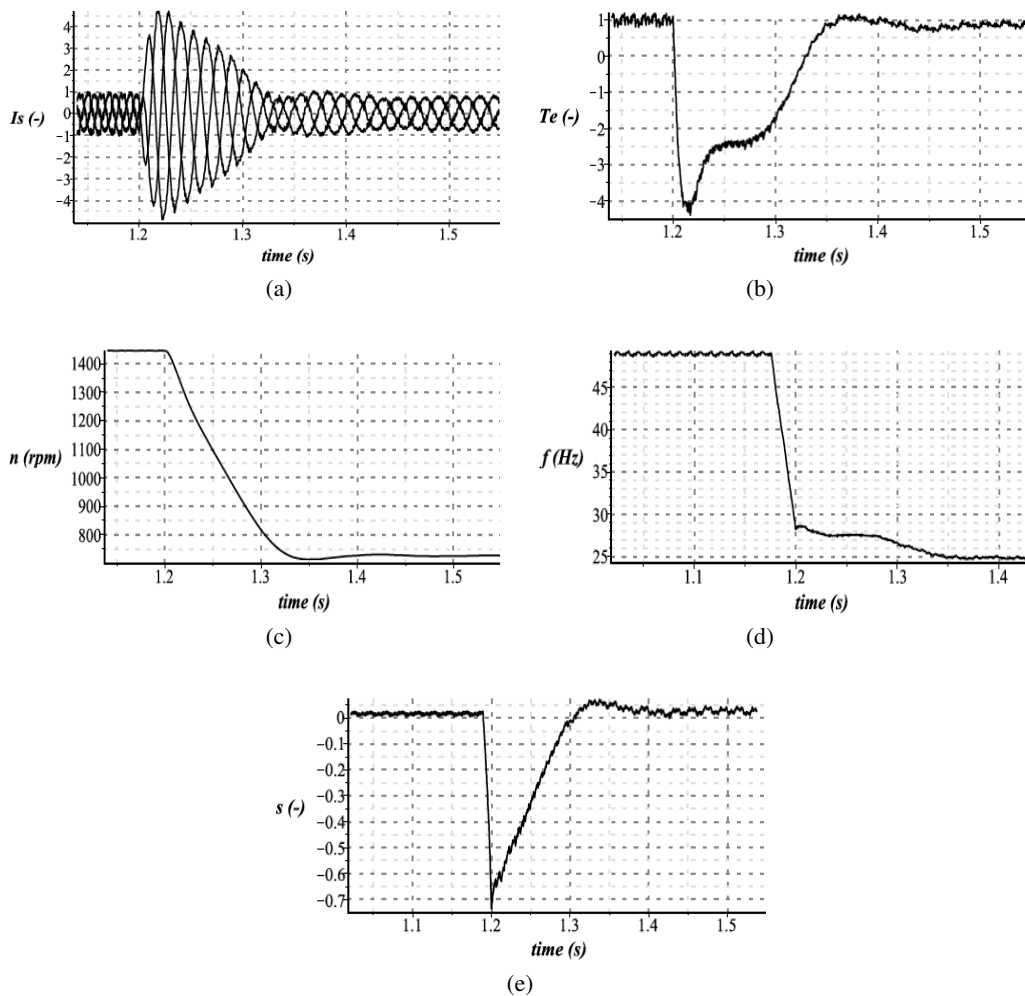 4
3
2
1
0
-1
-2
-3
-4
Is (-)
1.2 1.3 1.4 1.5
time (s)
(a)
1
0
-1
-2
-3
-4
Te (-)
1.2 1.3 1.4 1.5
time (s)
(b)
1400
1300
1200
1100
1000
900
800
n (rpm)
1.2 1.3 1.4 1.5
time (s)
(c)
45
40
35
30
25
f (Hz)
1.1 1.2 1.3 1.4
time (s)
(d)
0
-0.1
-0.2
-0.3
-0.4
-0.5
-0.6
-0.7
s (-)
1.1 1.2 1.3 1.4 1.5
time (s)
(e)